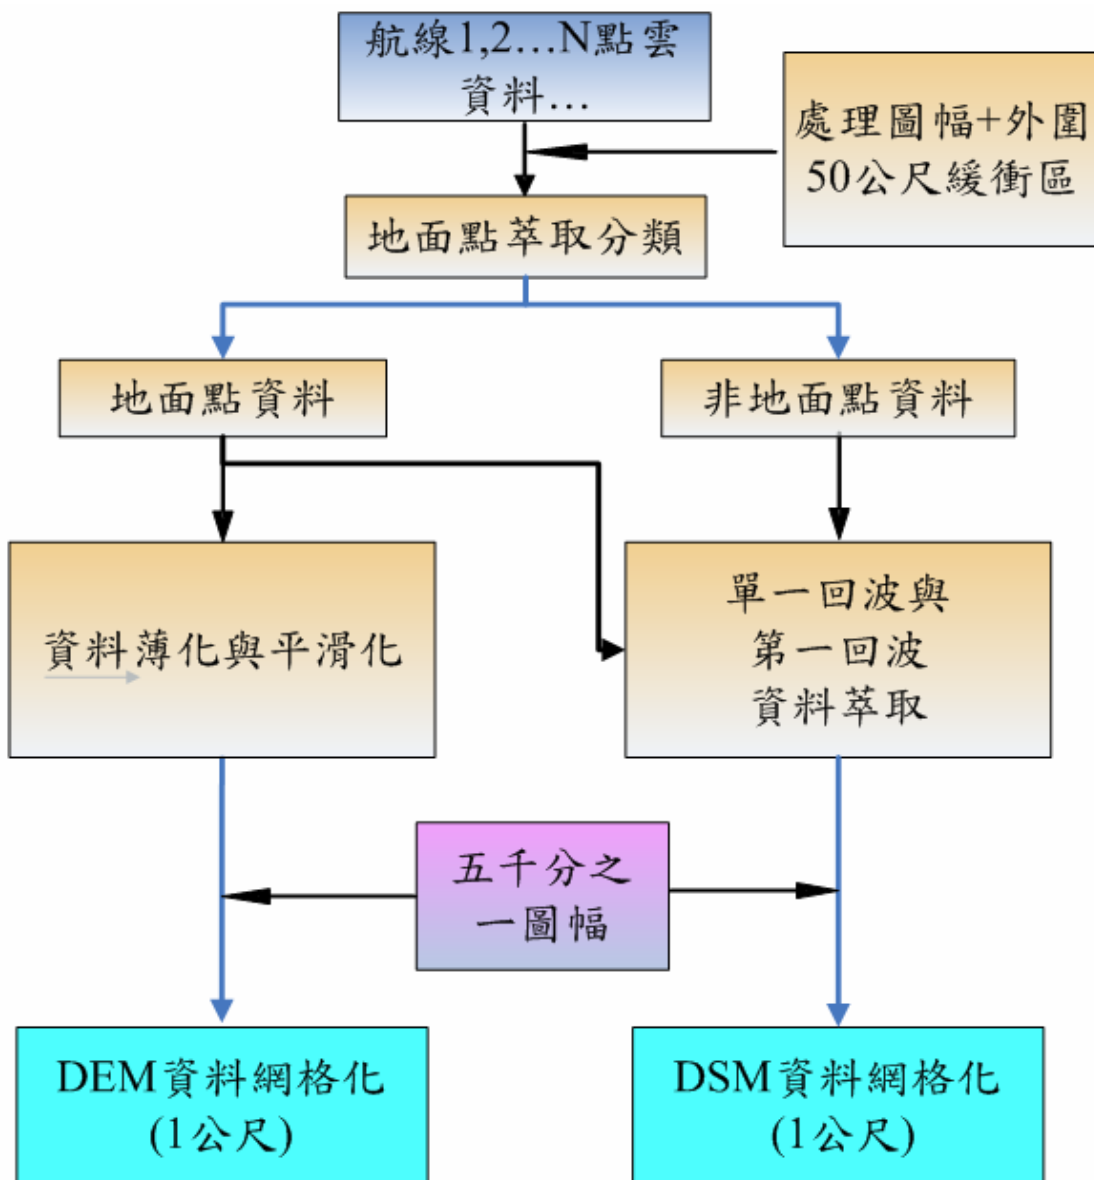 航線1,2…N點雲
資料…
處理圖幅+外圍
50公尺緩衝區
地面點萃取分類
地面點資料
非地面點資料
資料薄化與平滑化
單一回波與
第一回波
資料萃取
五千分之
一圖幅
DEM資料網格化
(1公尺)
DSM資料網格化
(1公尺)